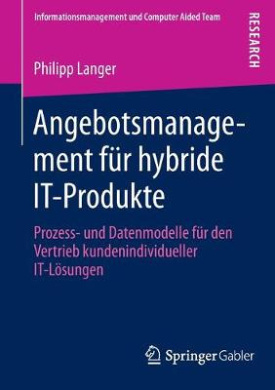 Informationsmanagement und Computer Aided Team
RESEARCH
Philipp Langer
Angebotsmanage-
ment für hybride
IT-Produkte
Prozess- und Datenmodelle für den
Vertrieb kundenindividueller
IT-Lösungen
Springer Gabler